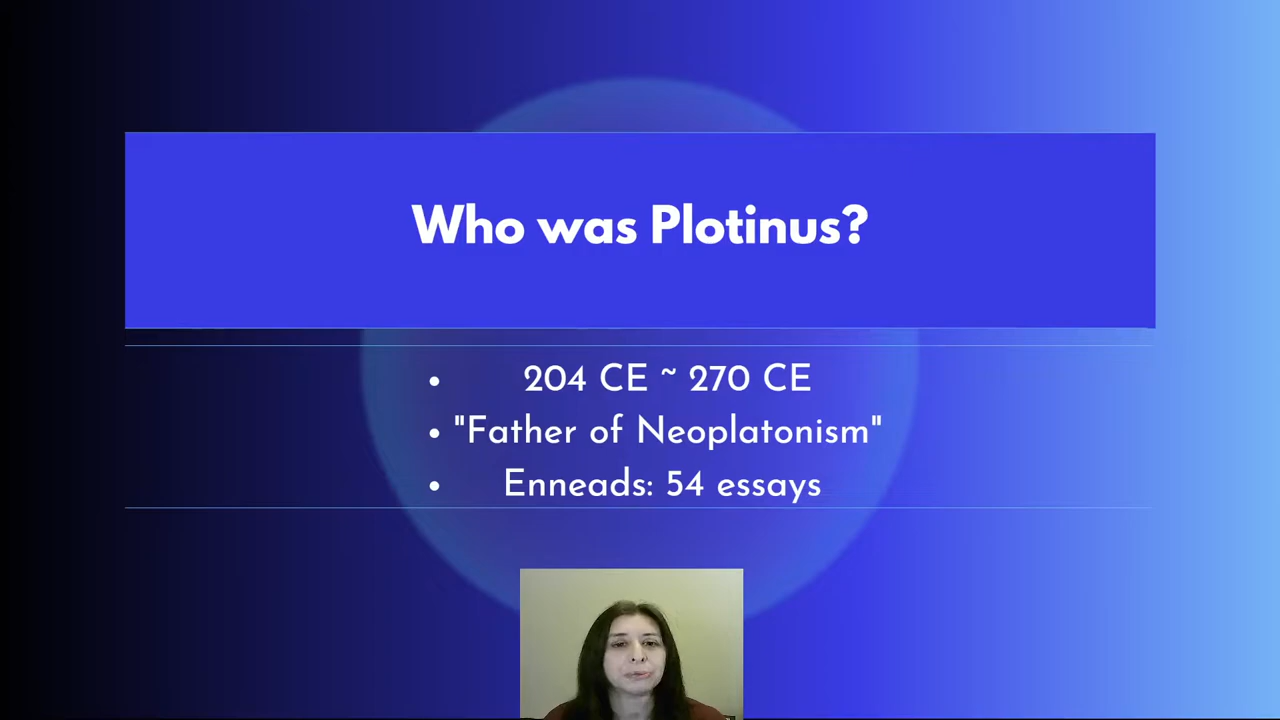 Who was Plotinus?
• 204 CE ~ 270 CE
• "Father of Neoplatonism"
• Enneads: 54 essays